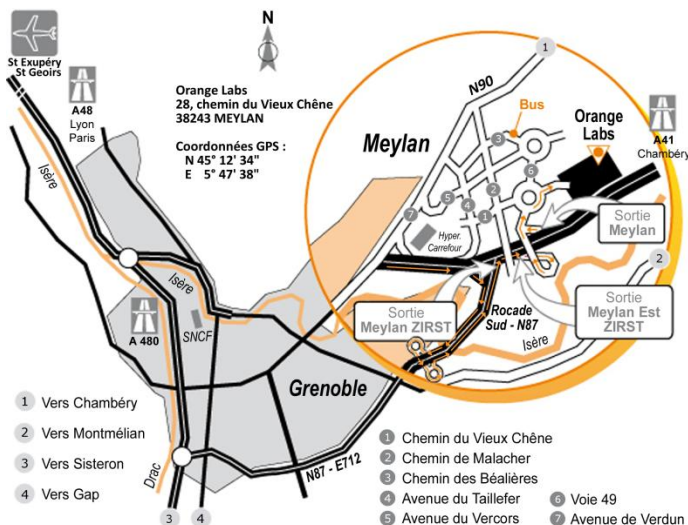 N
St Exupéry
St Geoirs
A48
Lyon
Paris
Orange Labs
28, chemin du Vieux Chêne
38243 MEYLAN
Coordonnées GPS :
N 45° 12' 34"
E 5° 47' 38"
1
N90
Bus
Orange
Labs
A41
Chambéry
Meylan
3
6
5
2
4
7
1
Hyper.
Carrefour
Sortie
Meylan
2
Isère
Isère
Sortie
Meylan ZIRST
Rocade
Sud - N87
Sortie
Meylan Est
ZIRST
Isère
A 480
SNCF
Grenoble
N87 - E712
Drac
3
4
1 Vers Chambéry
2 Vers Montmélian
3 Vers Sisteron
4 Vers Gap
1 Chemin du Vieux Chêne
2 Chemin de Malacher
3 Chemin des Béalières
4 Avenue du Taillefer
5 Avenue du Vercors
6 Voie 49
7 Avenue de Verdun